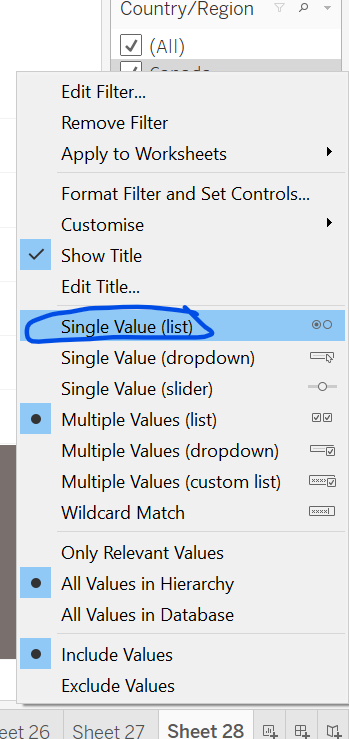 Country/Region
(All)
Canada
Edit Filter...
Remove Filter
Apply to Worksheets
Format Filter and Set Controls...
Customise
Show Title
Edit Title...
Single Value (list)
Single Value (dropdown)
Single Value (slider)
Multiple Values (list)
Multiple Values (dropdown)
Multiple Values (custom list)
Wildcard Match
Only Relevant Values
All Values in Hierarchy
All Values in Database
Include Values
Exclude Values
eet 26 Sheet 27 Sheet 28